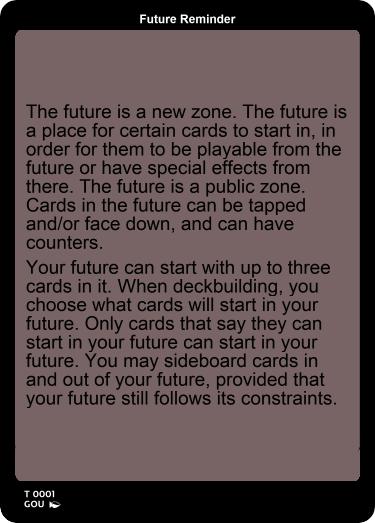 Future Reminder
The future is a new zone. The future is
a place for certain cards to start in, in
order for them to be playable from the
future or have special effects from
there. The future is a public zone.
Cards in the future can be tapped
and/or face down, and can have
counters.
Your future can start with up to three
cards in it. When deckbuilding, you
choose what cards will start in your
future. Only cards that say they can
start in your future can start in your
future. You may sideboard cards in
and out of your future, provided that
your future still follows its constraints.
T 0001
GOU